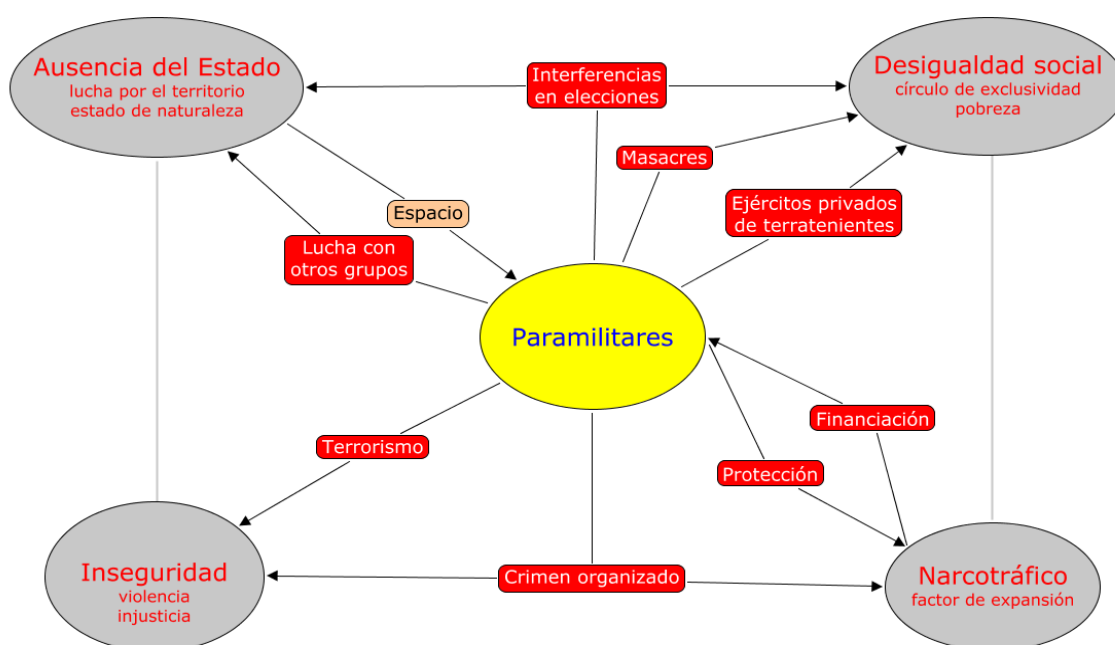 Ausencia del Estado
lucha por el territorio
estado de naturaleza
Interferencias
en elecciones
Desigualdad social
círculo de exclusividad
pobreza
Masacres
Espacio
Ejércitos privados
de terratenientes
Lucha con
otros grupos
Paramilitares
Financiación
Terrorismo
Protección
Inseguridad
violencia
injusticia
Crimen organizado
Narcotráfico
factor de expansión